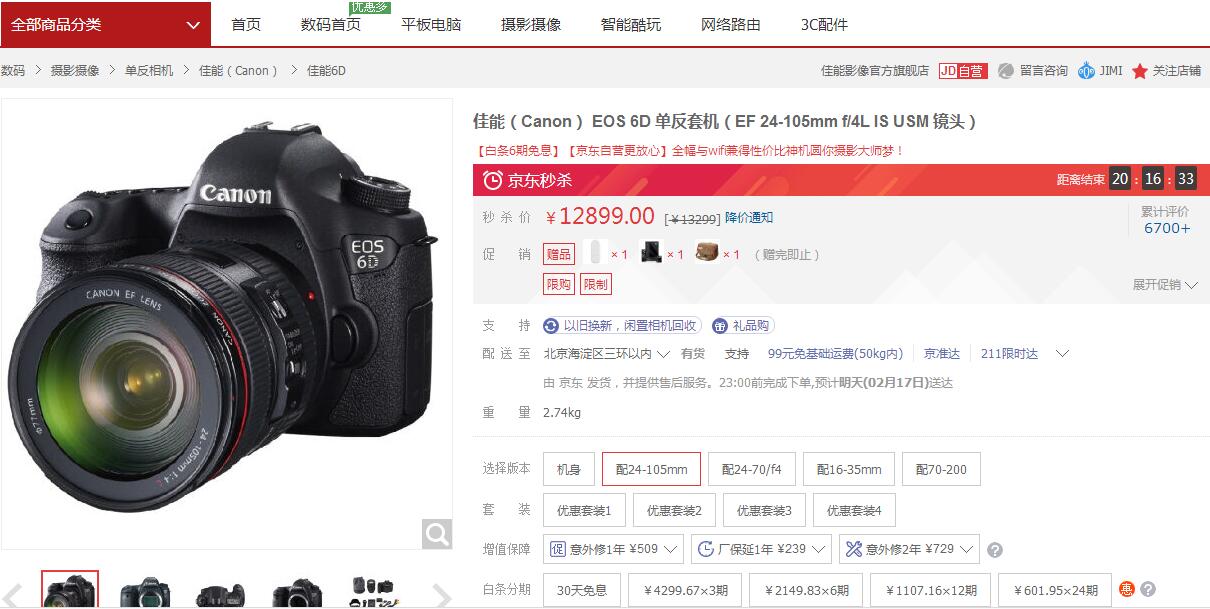 优惠多
全部商品分类 首页 数码首页 平板电脑 摄影摄像 智能酷玩 网络路由 3C配件
数码 > 摄影摄像 > 单反相机 > 佳能（Canon） > 佳能6D 佳能影像官方旗舰店 JD自营 留言咨询 JIMI 关注店铺
佳能（Canon） EOS 6D 单反套机（EF 24-105mm f/4L IS USM 镜头）
【白条6期免息】【京东自营更放心】全幅与wifi兼得性价比神机圆你摄影大师梦！
京东秒杀 距离结束 20 : 16 : 33
秒杀价 ￥12899.00 [￥13299] 降价通知 累计评价
6700+
促销 赠品 ×1 ×1 ×1 （赠完即止）
限购 限制 展开促销
支持 以旧换新，闲置相机回收 礼品购
配送至 北京海淀区三环以内 有货 支持 99元免基础运费(50kg内) 京准达 211限时达
由 京东 发货，并提供售后服务。23:00前完成下单,预计明天(02月17日)送达
重量 2.74kg
选择版本 机身 配24-105mm 配24-70/f4 配16-35mm 配70-200
套装 优惠套装1 优惠套装2 优惠套装3 优惠套装4
增值保障 促 意外修1年 ¥509 厂保延1年 ¥239 意外修2年 ¥729 ?
白条分期 30天免息 ￥4299.67×3期 ￥2149.83×6期 ￥1107.16×12期 ￥601.95×24期 惠 ?
Canon
EOS
6D
CANON EF LENS
CANON
Φ77mm
24-105mm 1:4 L